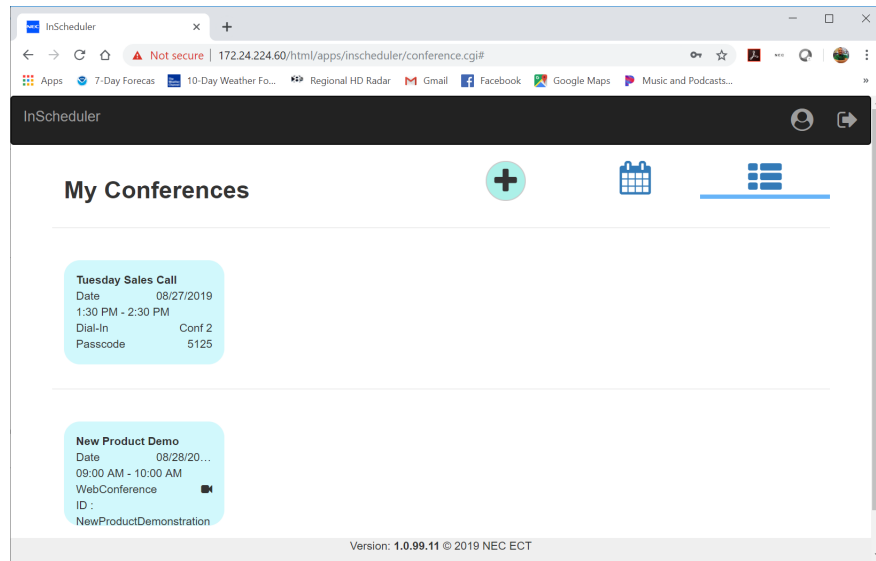 NEC InScheduler
Not secure | 172.24.224.60/html/apps/inscheduler/conference.cgi#
Apps 7-Day Forecas 10-Day Weather Fo... Regional HD Radar Gmail Facebook Google Maps Music and Podcasts... »
InScheduler
My Conferences
Tuesday Sales Call
Date 08/27/2019
1:30 PM - 2:30 PM
Dial-In Conf 2
Passcode 5125
New Product Demo
Date 08/28/20...
09:00 AM - 10:00 AM
WebConference
ID :
NewProductDemonstration
Version: 1.0.99.11 © 2019 NEC ECT